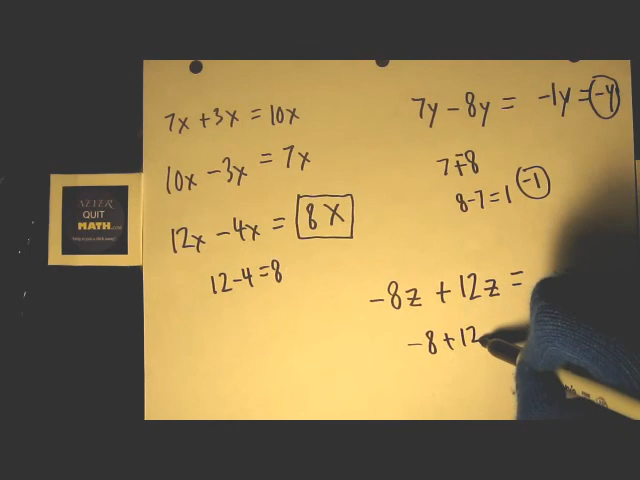 7x + 3x = 10x
10x - 3x = 7x
12x - 4x = 8x
12 - 4 = 8
7y - 8y = -1y = -y
7 + -8
8 - 7 = 1 -1
-8z + 12z =
-8 + 12
NEVER
QUIT
MATH.com